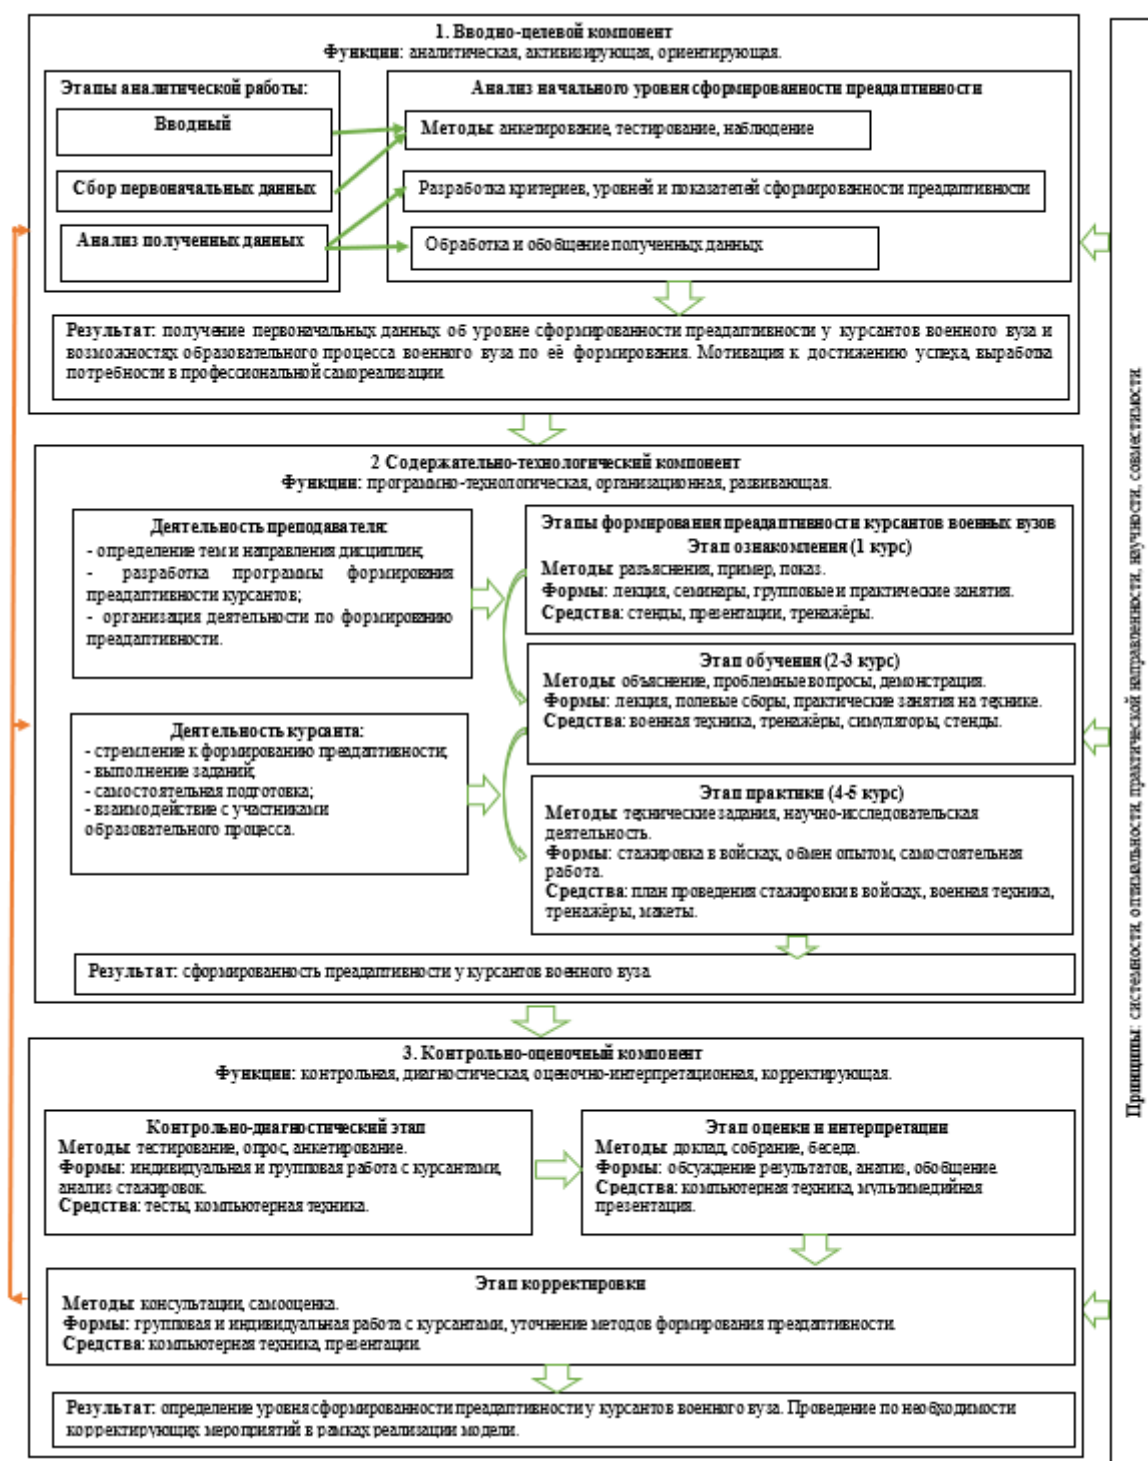 1. Вводно-целевой компонент
Функции: аналитическая, активизирующая, ориентирующая.
Этапы аналитической работы:
Вводный
Сбор первоначальных данных
Анализ полученных данных
Анализ начального уровня сформированности преадаптивности
Методы: анкетирование, тестирование, наблюдение
Разработка критериев, уровней и показателей сформированности преадаптивности
Обработка и обобщение полученных данных
Результат: получение первоначальных данных об уровне сформированности преадаптивности у курсантов военного вуза и
возможностях образовательного процесса военного вуза по её формирования. Мотивация к достижению успеха, выработка
потребности в профессиональной самореализации.
2 Содержательно-технологический компонент
Функции: программно-технологическая, организационная, развивающая.
Деятельность преподавателя:
- определение тем и направления дисциплин;
- разработка программы формирования
преадаптивности курсантов;
- организация деятельности по формированию
преадаптивности.
Деятельность курсанта:
- стремление к формированию преадаптивности;
- выполнение заданий;
- самостоятельная подготовка;
- взаимодействие с участниками
образовательного процесса.
Этапы формирования преадаптивности курсантов военных вузов
Этап ознакомления (1 курс)
Методы: разъяснения, пример, показ.
Формы: лекция, семинары, групповые и практические занятия.
Средства: стенды, презентации, тренажёры.
Этап обучения (2-3 курс)
Методы: объяснение, проблемные вопросы, демонстрация.
Формы: лекция, полевые сборы, практические занятия на технике.
Средства: военная техника, тренажёры, симуляторы, стенды.
Этап практики (4-5 курс)
Методы: технические задания, научно-исследовательская
деятельность.
Формы: стажировка в войсках, обмен опытом, самостоятельная
работа.
Средства: план проведения стажировки в войсках, военная техника,
тренажёры, макеты.
Результат: сформированность преадаптивности у курсантов военного вуза
3. Контрольно-оценочный компонент
Функции: контрольная, диагностическая, оценочно-интерпретационная, корректирующая.
Контрольно-диагностический этап
Методы: тестирование, опрос, анкетирование.
Формы: индивидуальная и групповая работа с курсантами,
анализ стажировок.
Средства: тесты, компьютерная техника.
Этап оценки и интерпретации
Методы: доклад, собрание, беседа.
Формы: обсуждение результатов, анализ, обобщение.
Средства: компьютерная техника, мультимедийная
презентация.
Этап корректировки
Методы: консультации, самооценка.
Формы: групповая и индивидуальная работа с курсантами, уточнение методов формирования преадаптивности.
Средства: компьютерная техника, презентации.
Результат: определение уровня сформированности преадаптивности у курсантов военного вуза. Проведение по необходимости
корректирующих мероприятий в рамках реализации модели.
Принципы: системности, оптимальности, практической направленности, научности, совместимости.